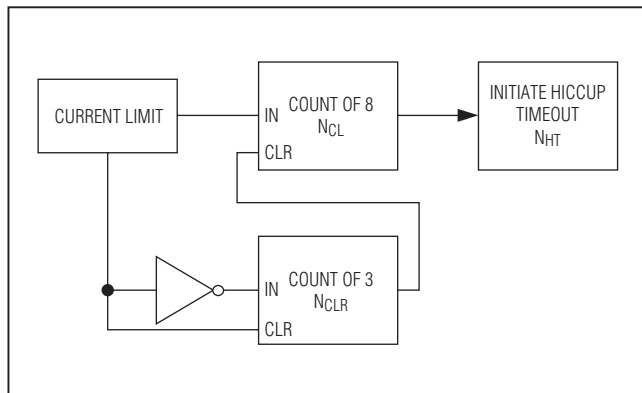 CURRENT LIMIT
IN
COUNT OF 8
NCL
CLR
INITIATE HICCUP
TIMEOUT
NHT
IN
COUNT OF 3
NCLR
CLR